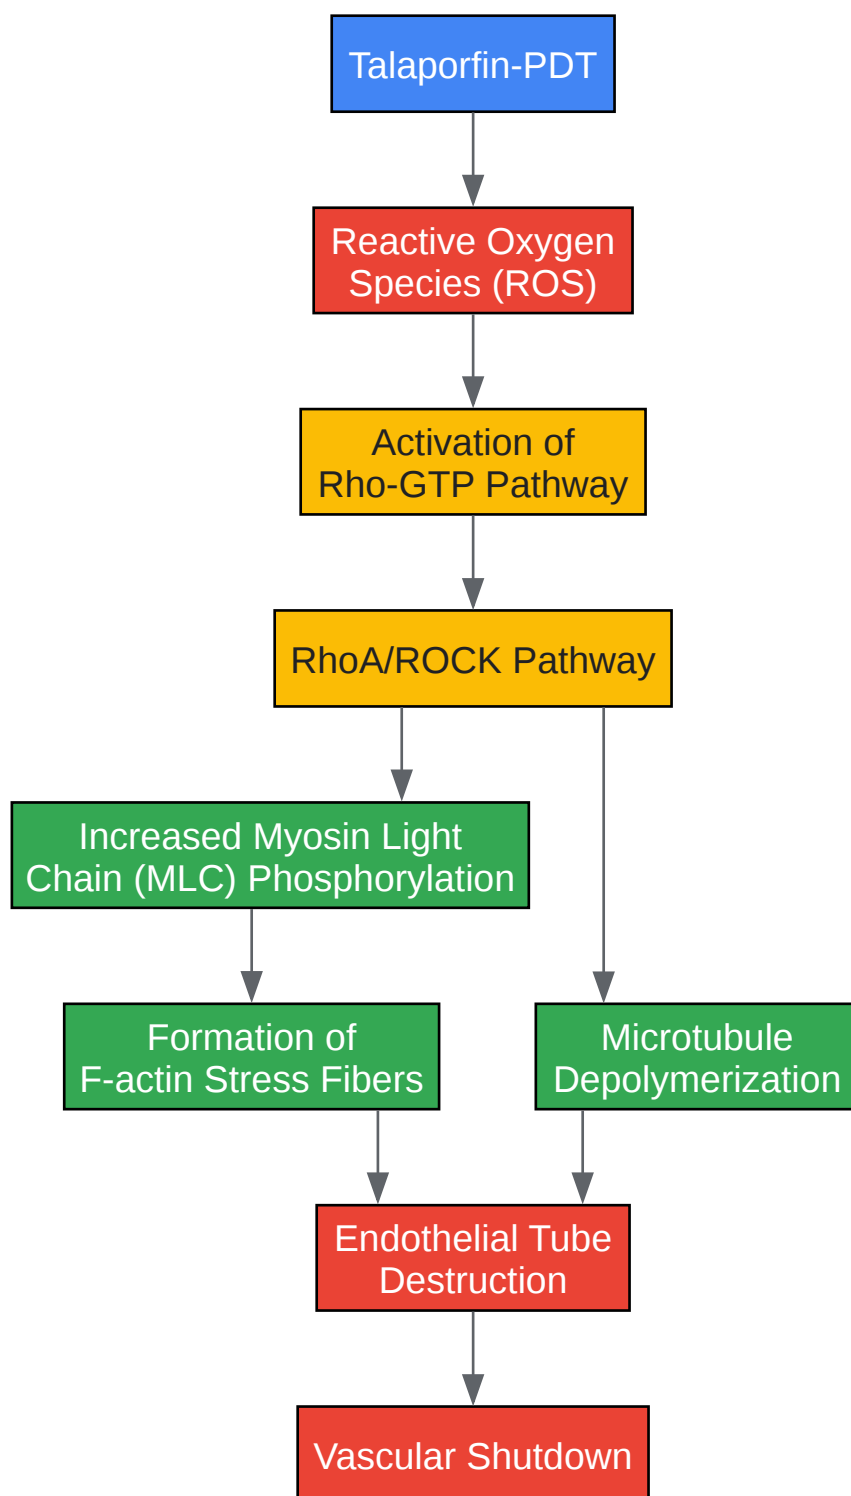 Talaporfin-PDT
Reactive Oxygen
Species (ROS)
Activation of
Rho-GTP Pathway
RhoA/ROCK Pathway
Increased Myosin Light
Chain (MLC) Phosphorylation
Formation of
F-actin Stress Fibers
Microtubule
Depolymerization
Endothelial Tube
Destruction
Vascular Shutdown